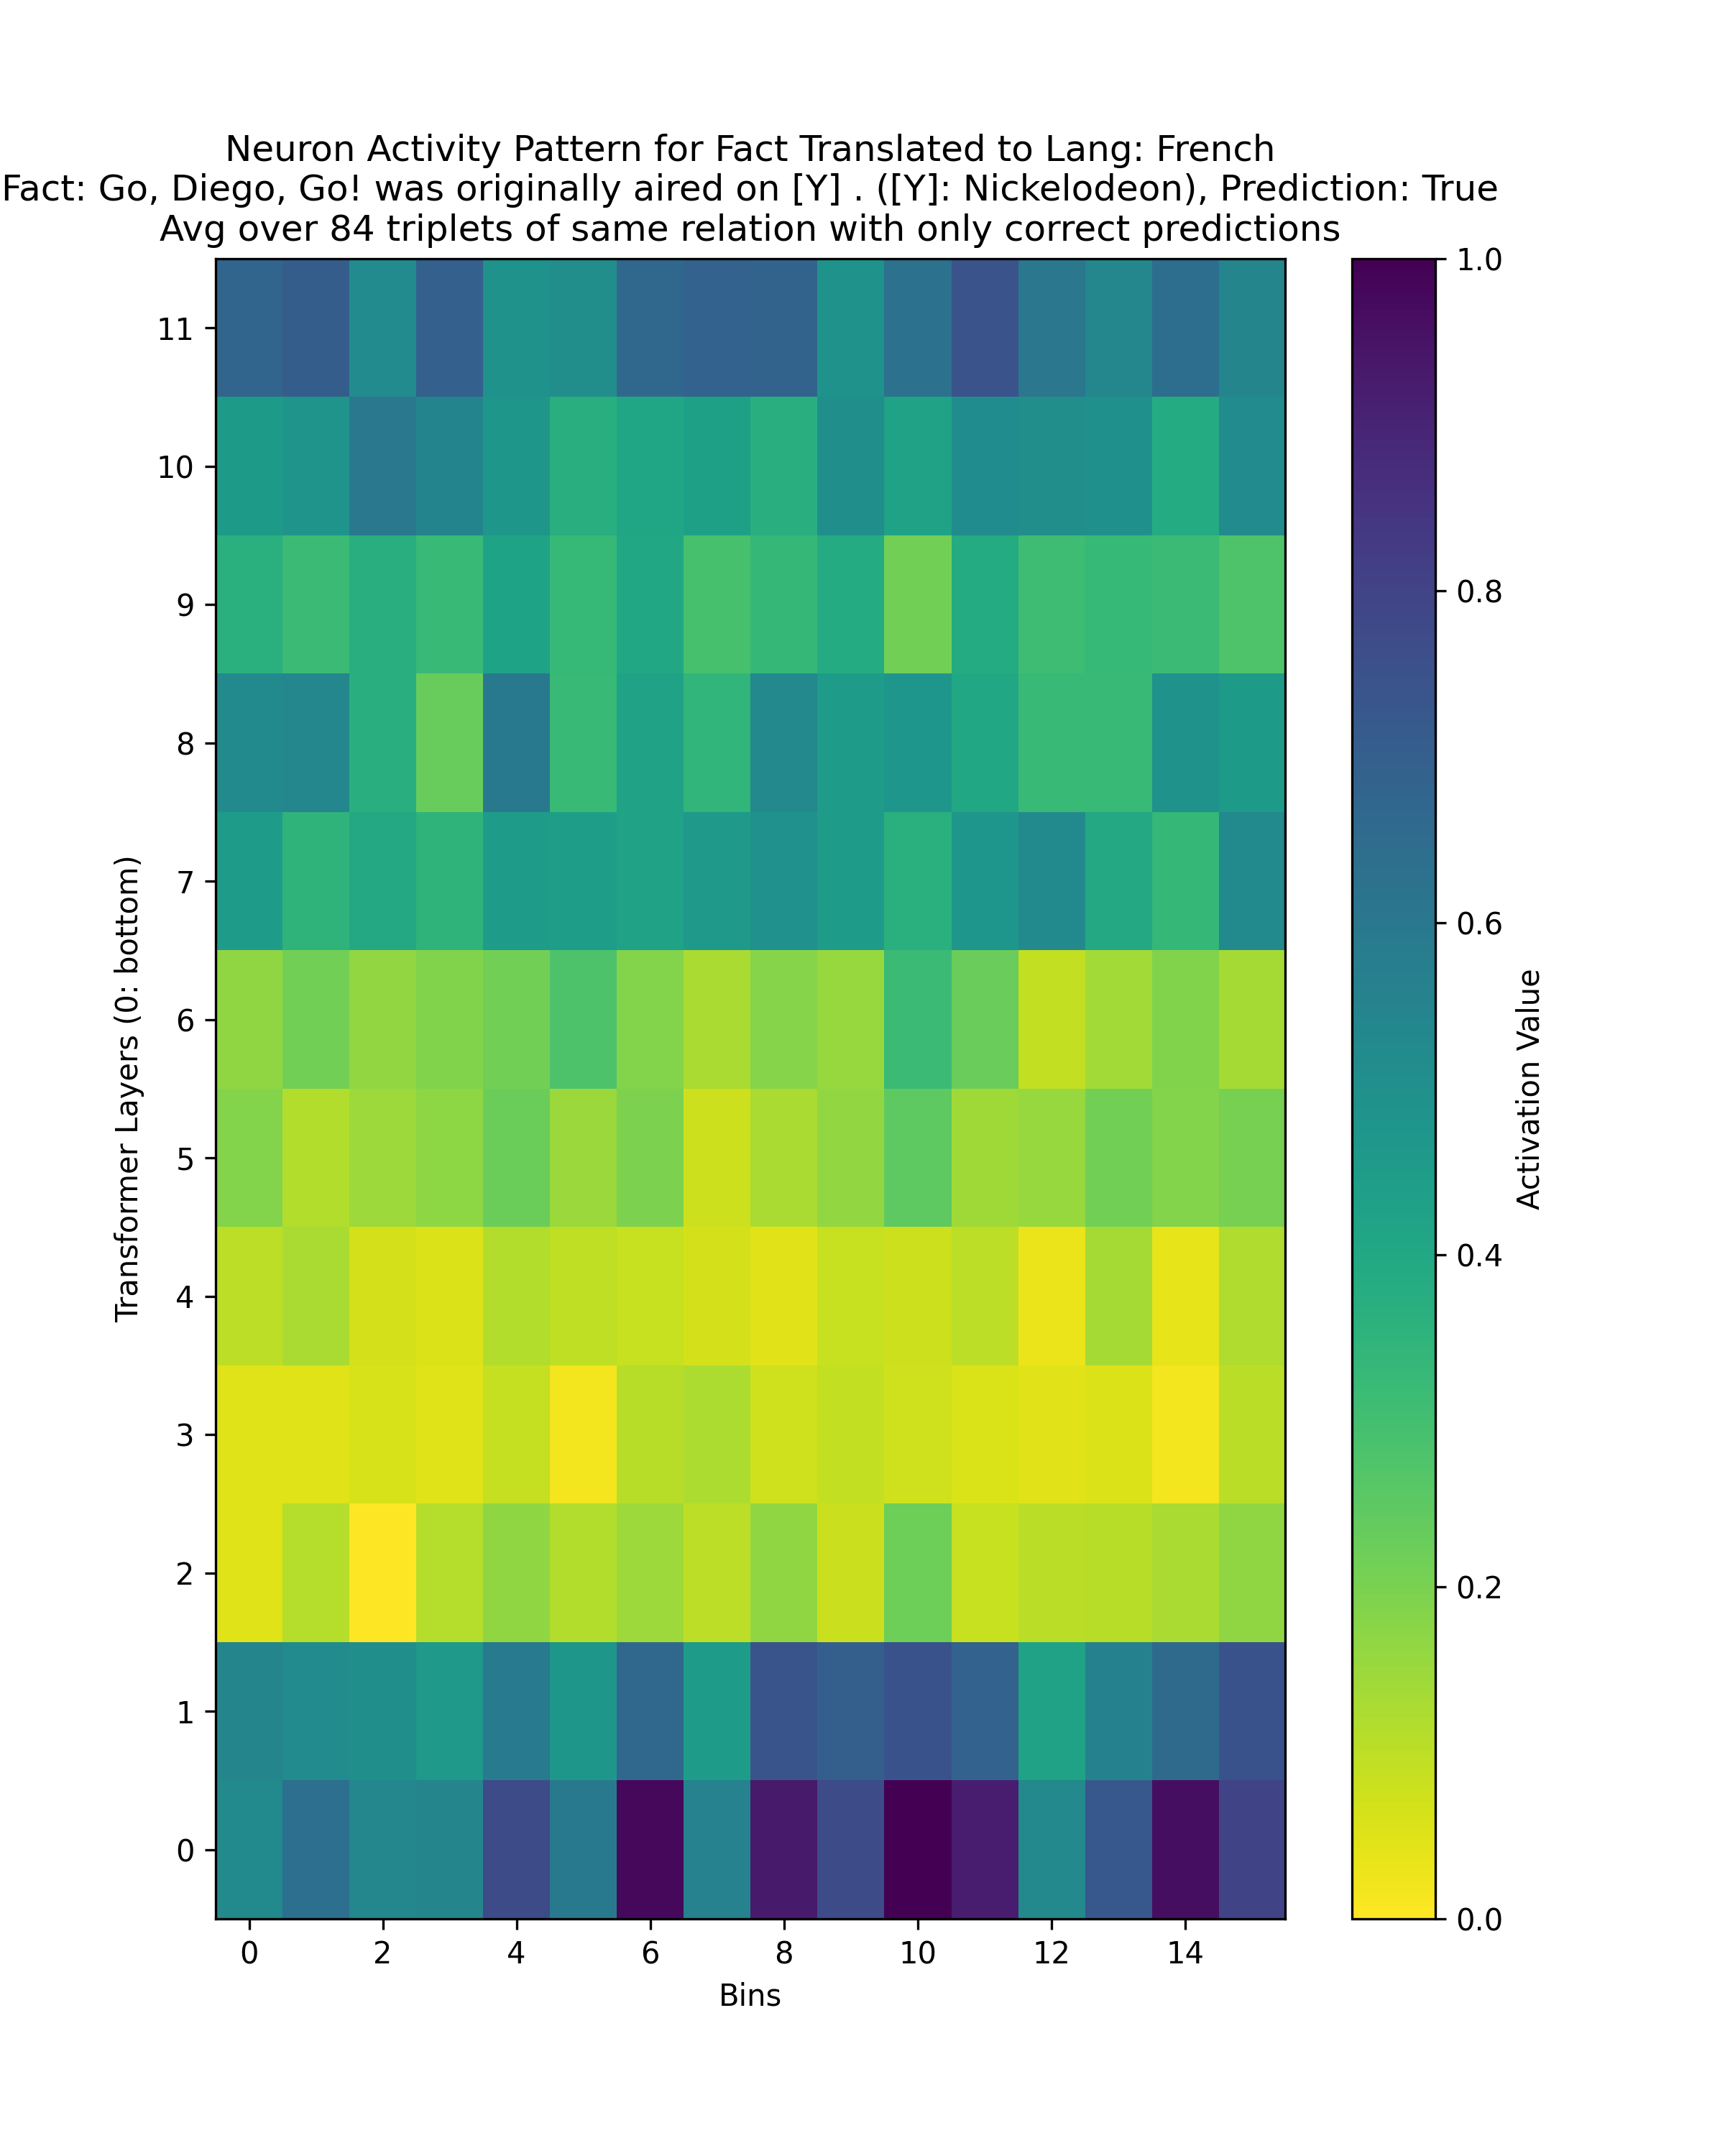 Neuron Activity Pattern for Fact Translated to Lang: French
Fact: Go, Diego, Go! was originally aired on [Y] . ([Y]: Nickelodeon), Prediction: True
Avg over 84 triplets of same relation with only correct predictions
11
10
9
8
7
6
5
4
3
2
1
0
Transformer Layers (0: bottom)
0 2 4 6 8 10 12 14
Bins
1.0
0.8
0.6
0.4
0.2
0.0
Activation Value